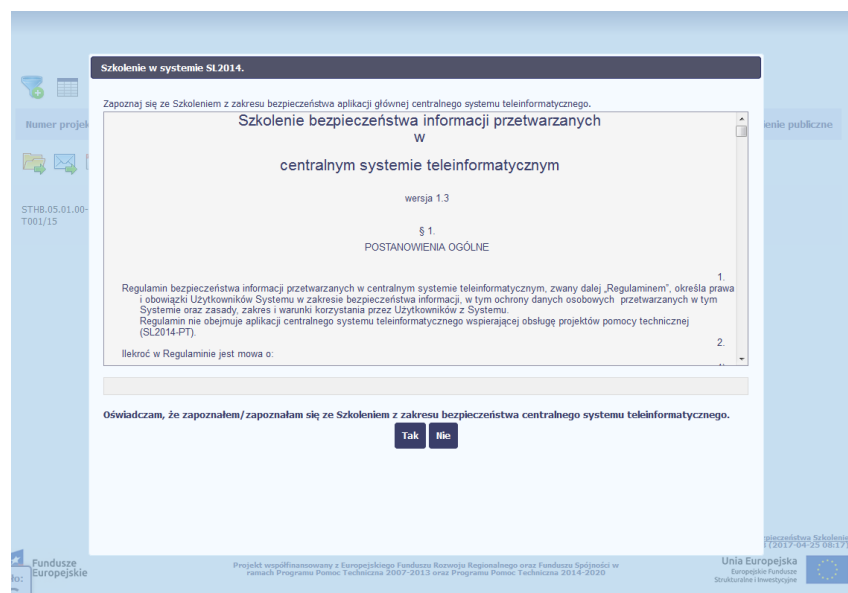 Szkolenie w systemie SL2014.
Zapoznaj się ze Szkoleniem z zakresu bezpieczeństwa aplikacji głównej centralnego systemu teleinformatycznego.
Szkolenie bezpieczeństwa informacji przetwarzanych
w
centralnym systemie teleinformatycznym
wersja 1.3
§ 1.
POSTANOWIENIA OGÓLNE
1.
Regulamin bezpieczeństwa informacji przetwarzanych w centralnym systemie teleinformatycznym, zwany dalej „Regulaminem”, określa prawa
i obowiązki Użytkowników Systemu w zakresie bezpieczeństwa informacji, w tym ochrony danych osobowych przetwarzanych w tym
Systemie oraz zasady, zakres i warunki korzystania przez Użytkowników z Systemu.
Regulamin nie obejmuje aplikacji centralnego systemu teleinformatycznego wspierającej obsługę projektów pomocy technicznej
(SL2014-PT).
2.
Ilekroć w Regulaminie jest mowa o:
Oświadczam, że zapoznałem/zapoznałam się ze Szkoleniem z zakresu bezpieczeństwa centralnego systemu teleinformatycznego.
Tak Nie
Numer projek
enie publiczne
STHB.05.01.00-
T001/15
Szkolenie
(2017-04-25 08:17)
Fundusze
Europejskie
Projekt współfinansowany z Europejskiego Funduszu Rozwoju Regionalnego oraz Funduszu Spójności w
ramach Programu Pomoc Techniczna 2007-2013 oraz Programu Pomoc Techniczna 2014-2020
Unia Europejska
Europejskie Fundusze
Strukturalne i Inwestycyjne